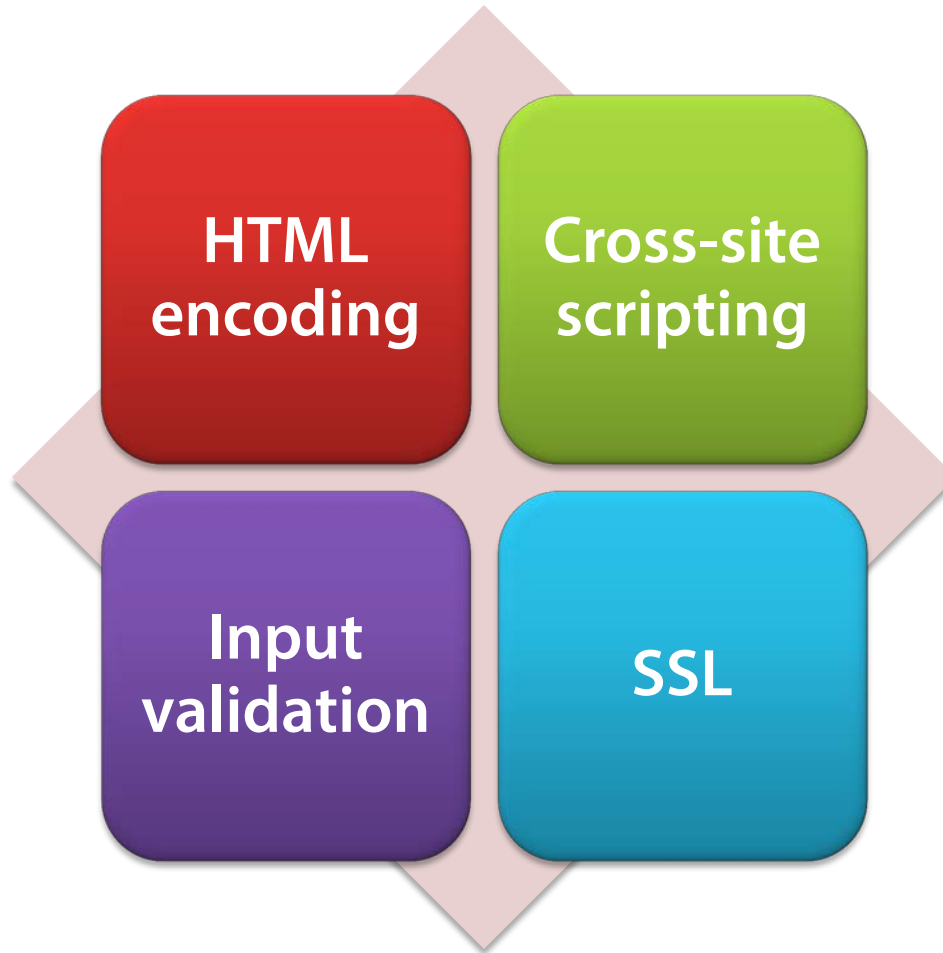 HTML
encoding
Cross-site
scripting
Input
validation
SSL